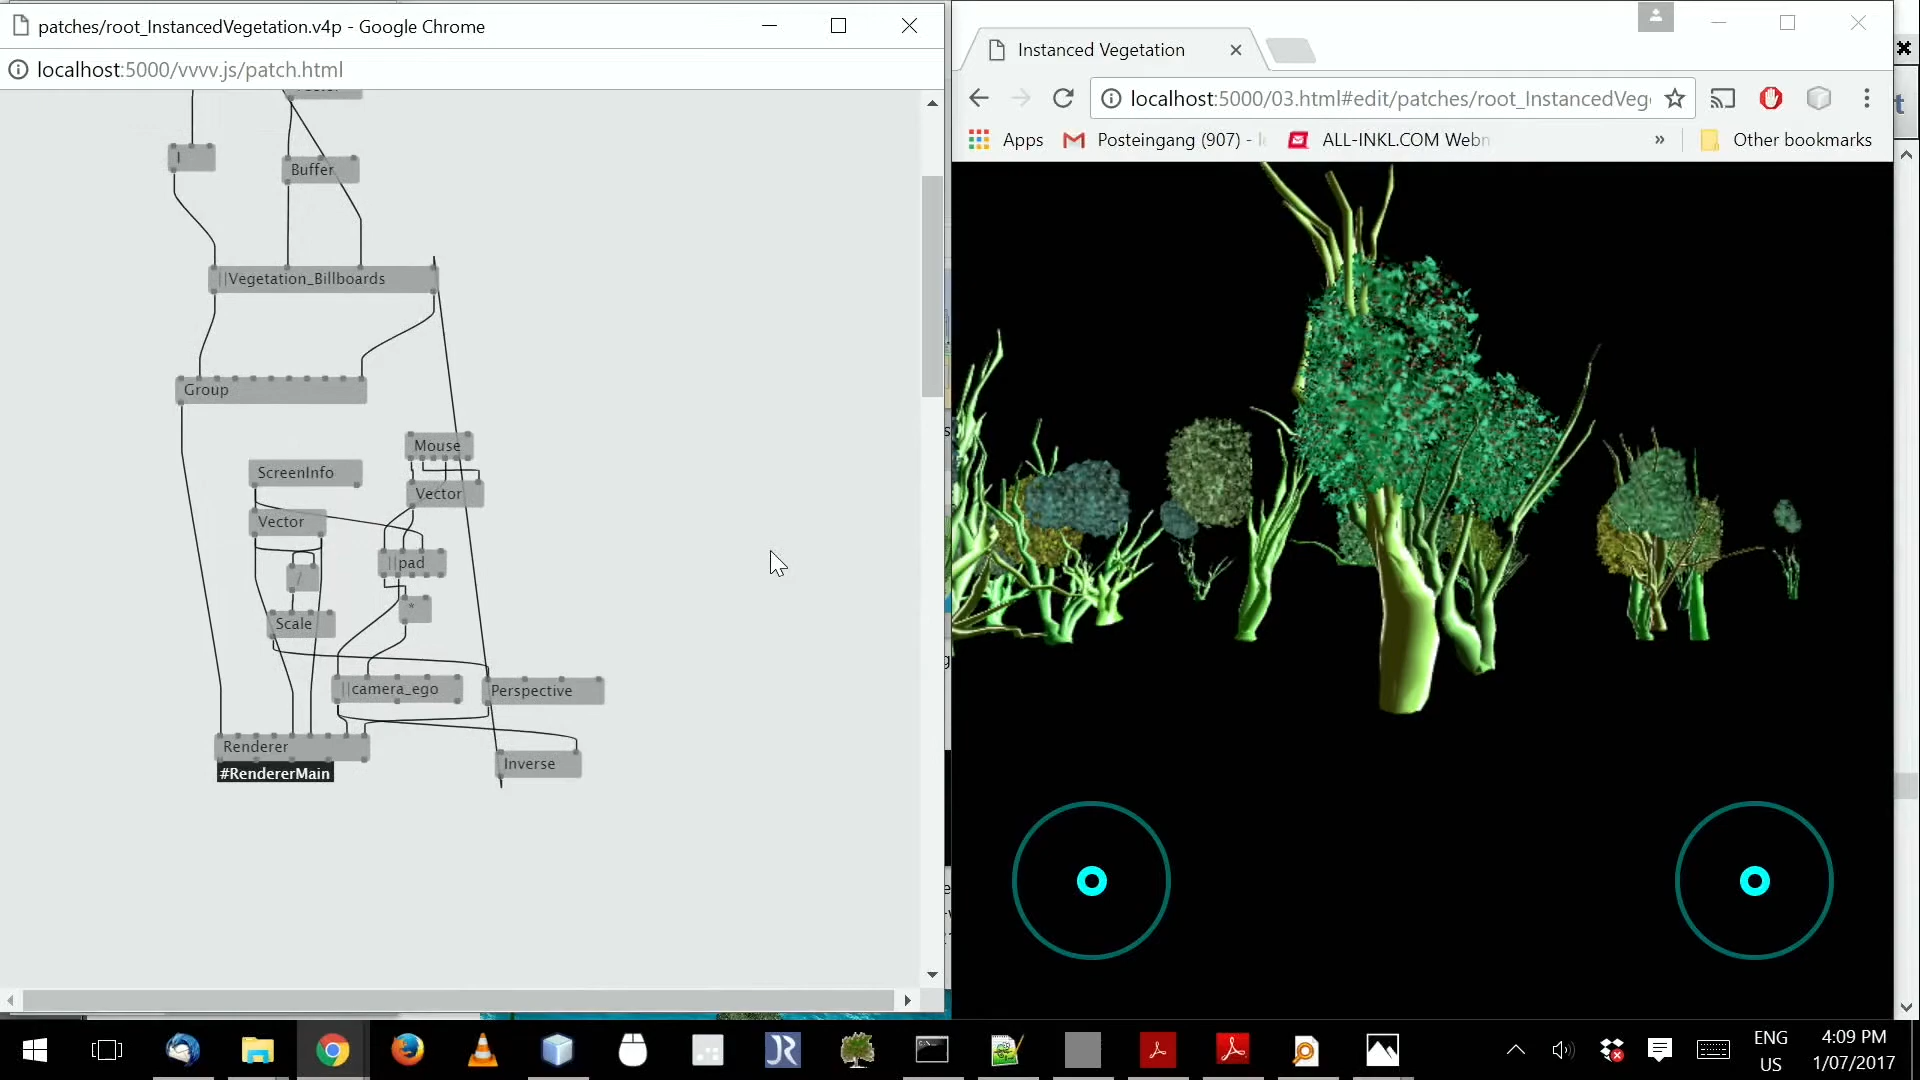 patches/root_InstancedVegetation.v4p - Google Chrome
localhost:5000/vvvv.js/patch.html
I
Buffer
||Vegetation_Billboards
Group
Mouse
ScreenInfo
Vector
Vector
||pad
/
*
Scale
||camera_ego
Perspective
Renderer
Inverse
#RendererMain
Instanced Vegetation
localhost:5000/03.html#edit/patches/root_InstancedVeg
Apps
Posteingang (907) -
ALL-INKL.COM Webm
»
Other bookmarks
ENG
US
4:09 PM
1/07/2017